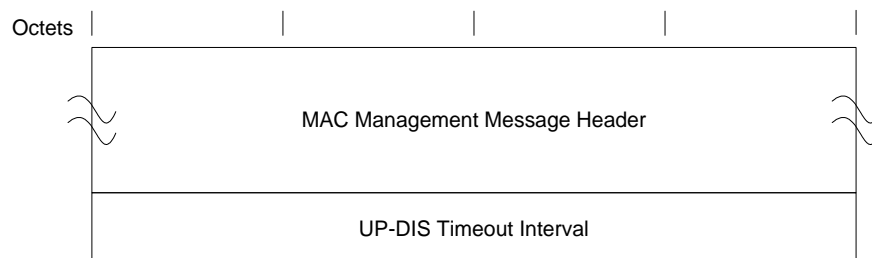 Octets
MAC Management Message Header
UP-DIS Timeout Interval